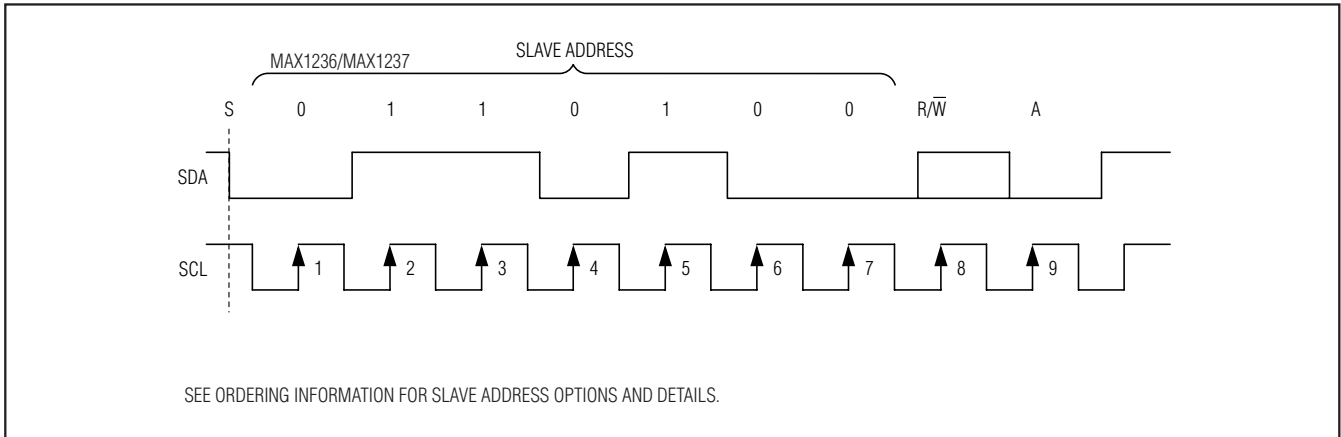 SLAVE ADDRESS
MAX1236/MAX1237
S 0 1 1 0 1 0 0 R/W̅ A
SDA
SCL 1 2 3 4 5 6 7 8 9
SEE ORDERING INFORMATION FOR SLAVE ADDRESS OPTIONS AND DETAILS.